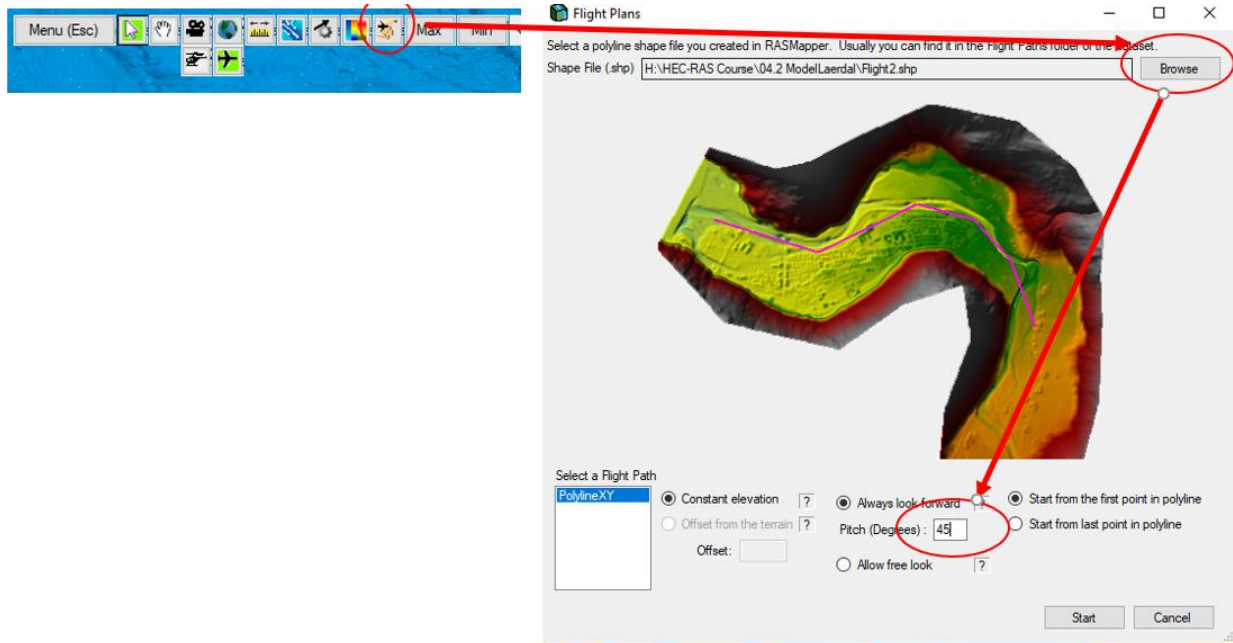 Menu (Esc) Max Min
Flight Plans
Select a polyline shape file you created in RASMapper. Usually you can find it in the Flight Paths folder of the dataset.
Shape File (.shp) H:\HEC-RAS Course\04.2 ModelLaerdal\Flight2.shp Browse
Select a Flight Path
PolylineXY
Constant elevation ?
Offset from the terrain ?
Offset:
Always look forward ?
Pitch (Degrees) : 45
Allow free look ?
Start from the first point in polyline
Start from last point in polyline
Start Cancel